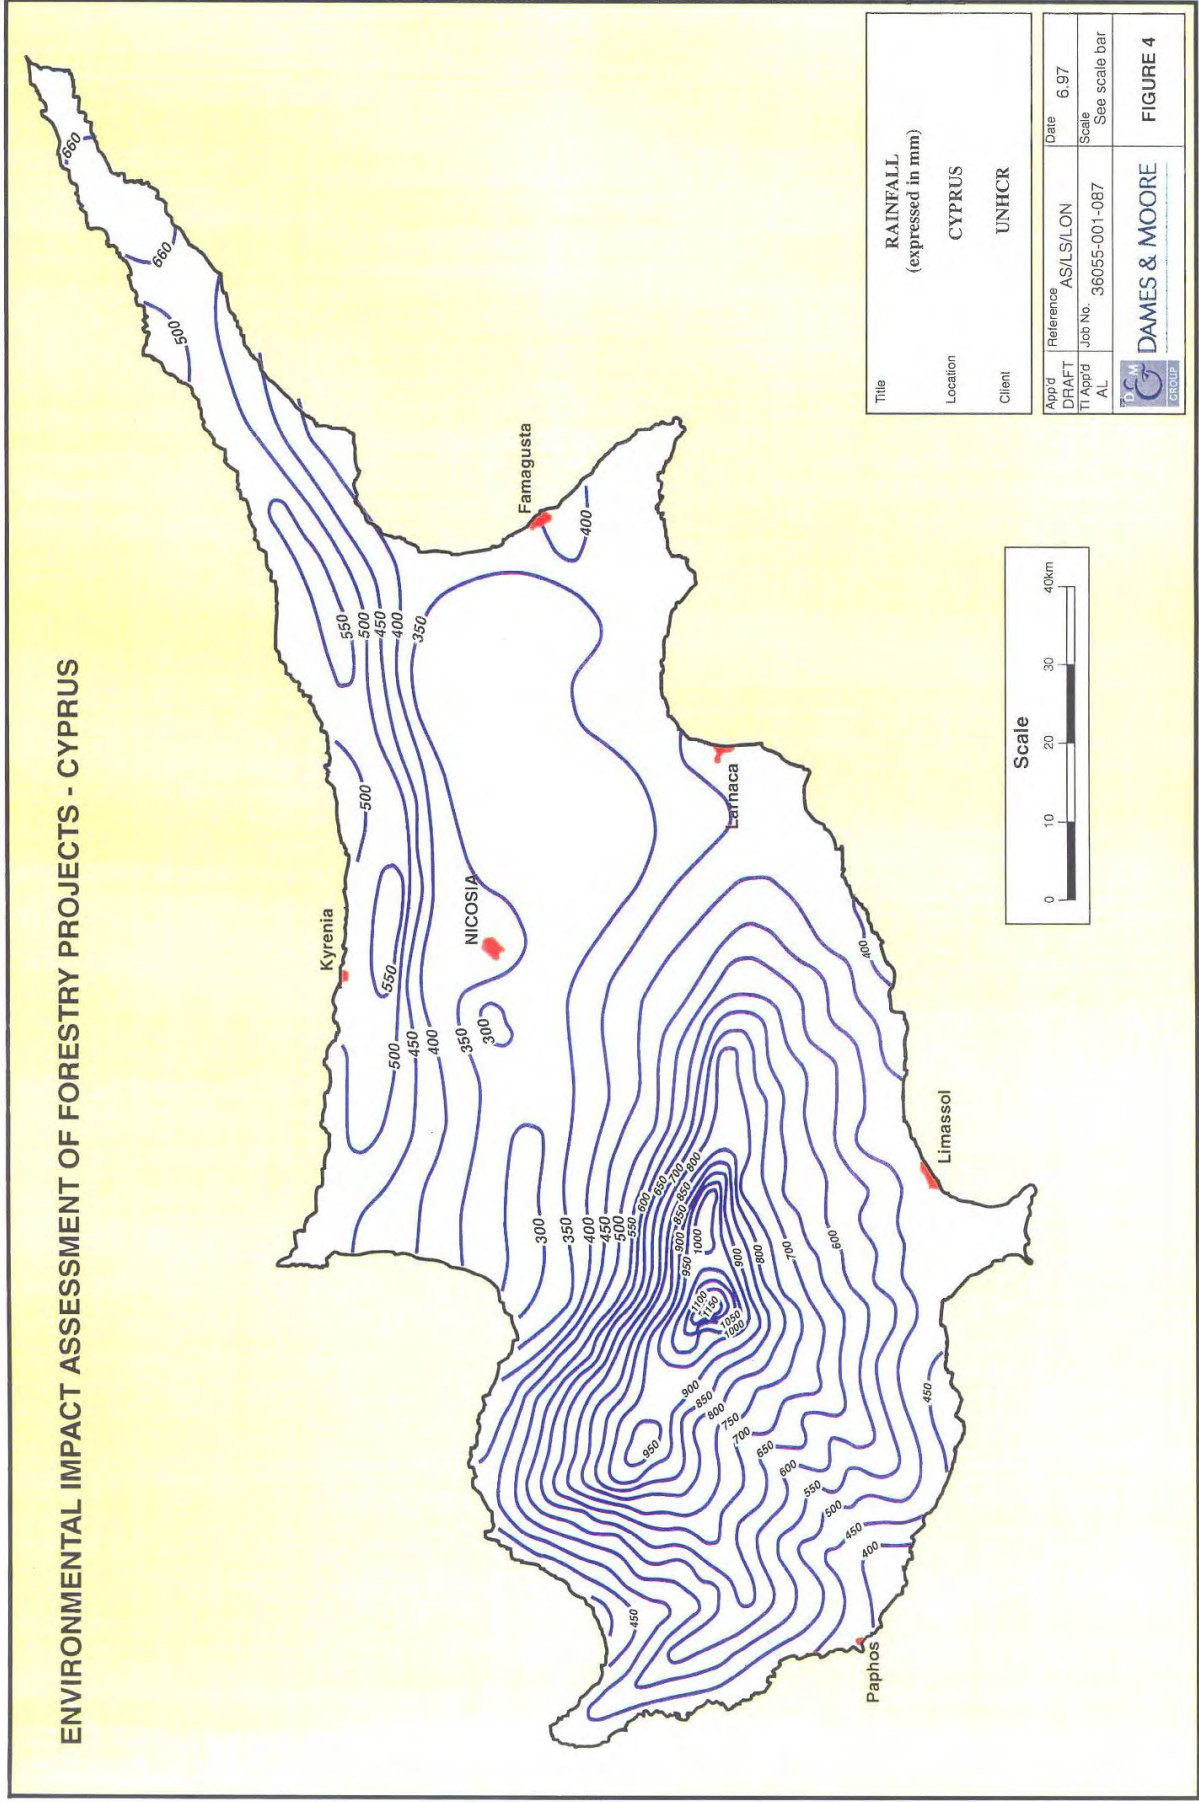 ENVIRONMENTAL IMPACT ASSESSMENT OF FORESTRY PROJECTS - CYPRUS
660
660
500
550
500
450
400
350
500
550
500
450
400
350
300
300
350
400
450
500
550
600
650
700
800
850
850
900
950
1000
900
800
700
600
1100
1150
1050
1000
950
900
850
800
750
700
650
600
550
500
450
400
450
450
400
400
Kyrenia
NICOSIA
Famagusta
Larnaca
Limassol
Paphos
Scale
0 10 20 30 40km
Title
RAINFALL
(expressed in mm)
Location
CYPRUS
Client
UNHCR
App'd
DRAFT
Reference
AS/LS/LON
Date
6.97
TI App'd
AL
Job No.
36055-001-087
Scale
See scale bar
D&M
GROUP
DAMES & MOORE
FIGURE 4